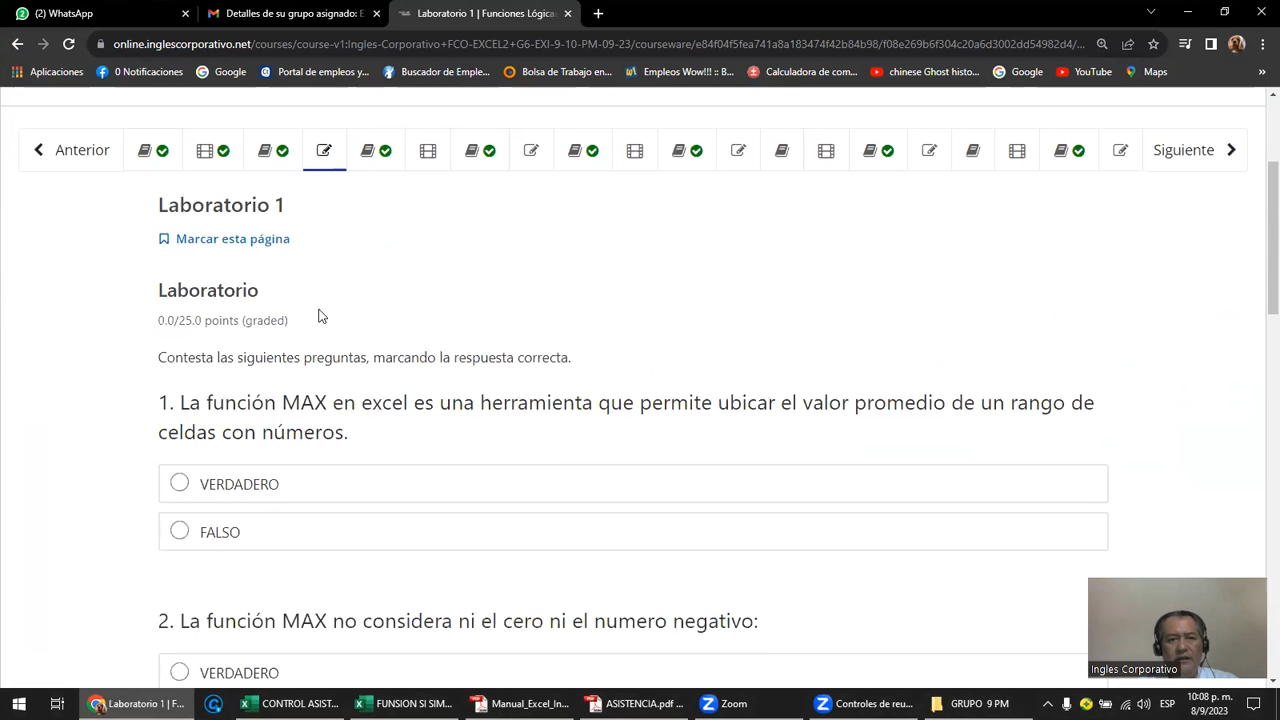 (2) WhatsApp
Detalles de su grupo asignado: E
Laboratorio 1 | Funciones Lógica
online.inglescorporativo.net/courses/course-v1:Ingles-Corporativo+FCO-EXCEL2+G6-EXI-9-10-PM-09-23/courseware/e84f04f5fea741a8a183474f42b84b98/f08e269b6f304c20a6d3002dd54982d4/...
Aplicaciones
0 Notificaciones
Google
Portal de empleos y...
Buscador de Emple...
Bolsa de Trabajo en...
Empleos Wow!!! :: B...
Calculadora de com...
chinese Ghost histo...
Google
YouTube
Maps
Anterior
Siguiente
Laboratorio 1
Marcar esta página
Laboratorio
0.0/25.0 points (graded)
Contesta las siguientes preguntas, marcando la respuesta correcta.
1. La función MAX en excel es una herramienta que permite ubicar el valor promedio de un rango de
celdas con números.
VERDADERO
FALSO
2. La función MAX no considera ni el cero ni el numero negativo:
VERDADERO
Ingles Corporativo
Laboratorio 1 | F...
CONTROL ASIST...
FUNSION SI SIM...
Manual_Excel_In...
ASISTENCIA.pdf ...
Zoom
Controles de reu...
GRUPO 9 PM
ESP
10:08 p. m.
8/9/2023